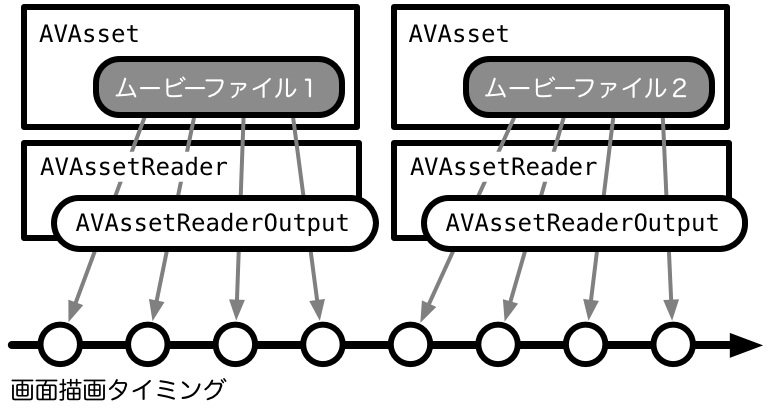 AVAsset
ムービーファイル１
AVAssetReader
AVAssetReaderOutput
AVAsset
ムービーファイル２
AVAssetReader
AVAssetReaderOutput
画面描画タイミング